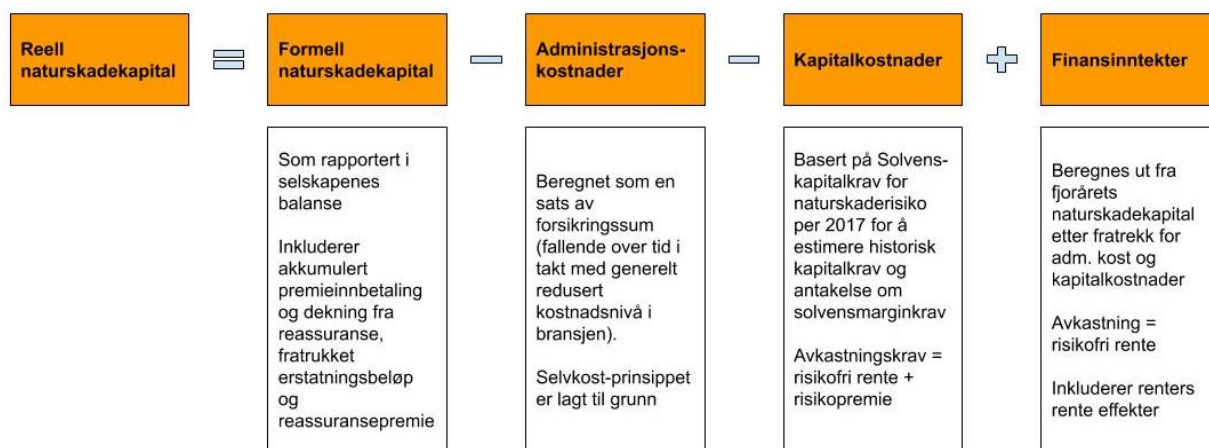 Reell
naturskadekapital
=
Formell
naturskadekapital
−
Administrasjons-
kostnader
−
Kapitalkostnader
+
Finansinntekter
Som rapportert i
selskapenes
balanse
Inkluderer
akkumulert
premieinnbetaling
og dekning fra
reassuranse,
fratrukket
erstatningsbeløp
og
reassuransepremie
Beregnet som en
sats av
forsikringssum
(fallende over tid i
takt med generelt
redusert
kostnadsnivå i
bransjen).
Selvkost-prinsippet
er lagt til grunn
Basert på Solvens-
kapitalkrav for
naturskaderisiko
per 2017 for å
estimere historisk
kapitalkrav og
antakelse om
solvensmarginkrav
Avkastningskrav =
risikofri rente +
risikopremie
Beregnes ut fra
fjorårets
naturskadekapital
etter fratrekk for
adm. kost og
kapitalkostnader
Avkastning =
risikofri rente
Inkluderer renters
rente effekter